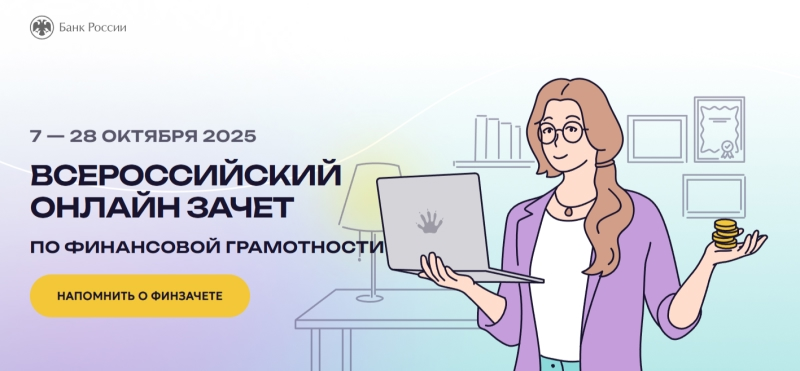 Банк России
7 — 28 ОКТЯБРЯ 2025
ВСЕРОССИЙСКИЙ
ОНЛАЙН ЗАЧЕТ
ПО ФИНАНСОВОЙ ГРАМОТНОСТИ
НАПОМНИТЬ О ФИНЗАЧЕТЕ